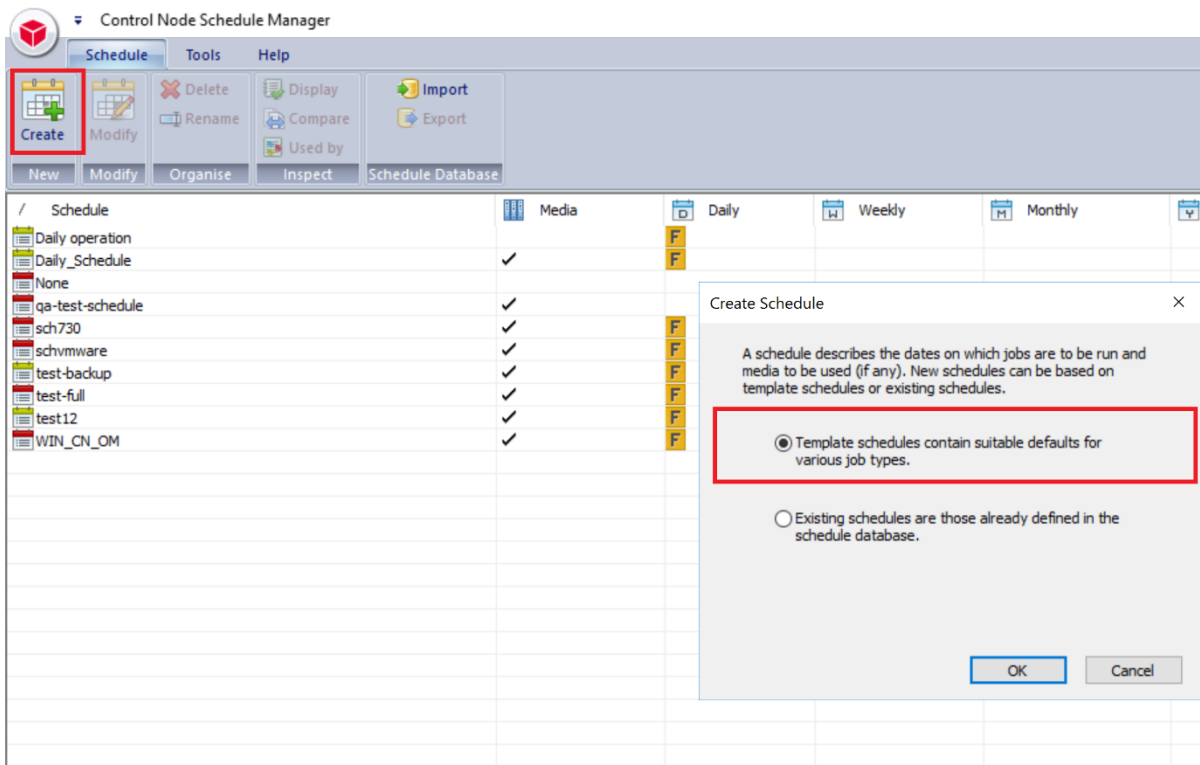 Control Node Schedule Manager
Schedule Tools Help
Create
Modify
Delete
Rename
Display
Compare
Used by
Import
Export
New Modify Organise Inspect Schedule Database
/ Schedule Media D Daily W Weekly M Monthly Y
Daily operation F
Daily_Schedule F
None
qa-test-schedule
sch730 F
schvmware F
test-backup F
test-full F
test12 F
WIN_CN_OM F
Create Schedule
A schedule describes the dates on which jobs are to be run and
media to be used (if any). New schedules can be based on
template schedules or existing schedules.
Template schedules contain suitable defaults for
various job types.
Existing schedules are those already defined in the
schedule database.
OK Cancel